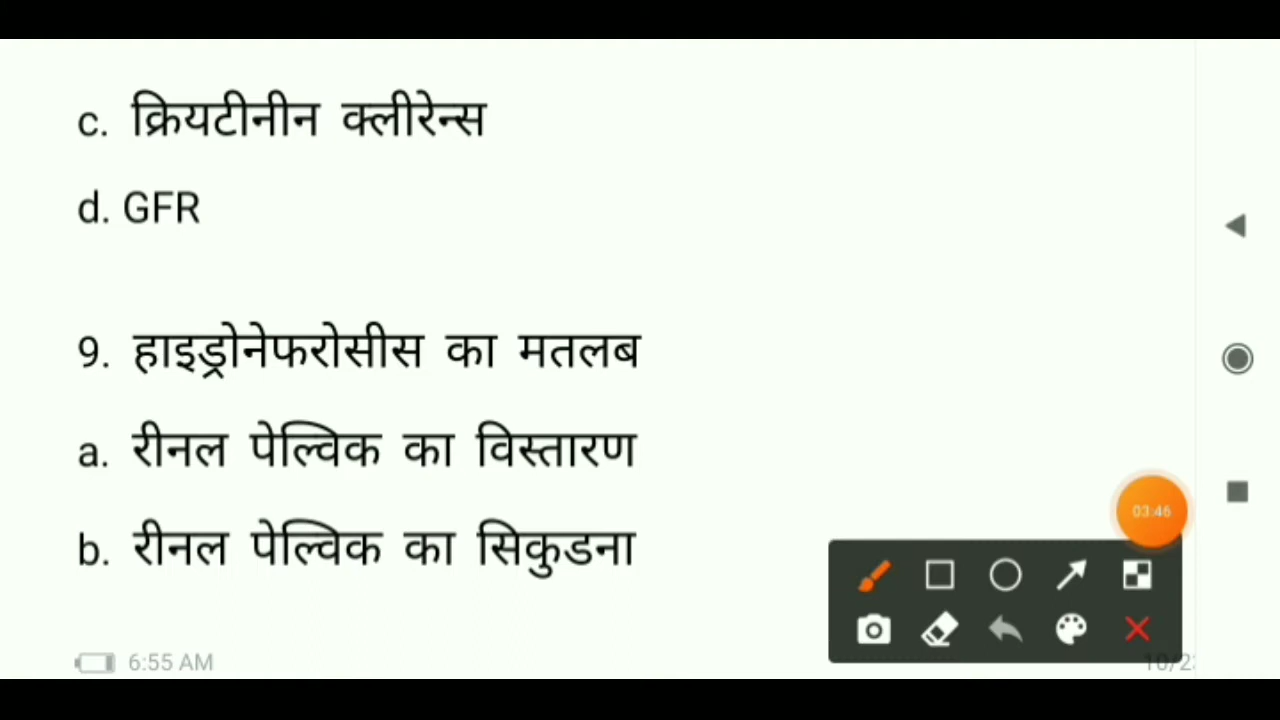 c. क्रियटीनीन क्लीरेन्स
d. GFR
9. हाइड्रोनेफरोसीस का मतलब
a. रीनल पेल्विक का विस्तारण
b. रीनल पेल्विक का सिकुडना
03:46
6:55 AM